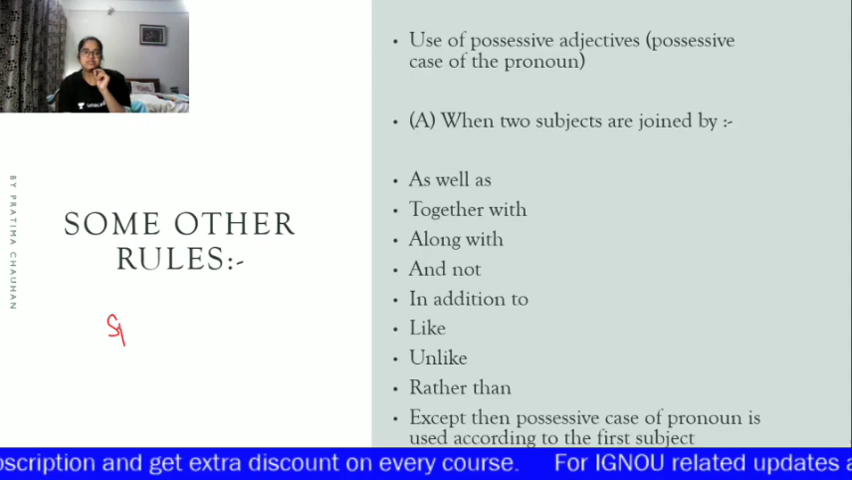 Use of possessive adjectives (possessive
case of the pronoun)
(A) When two subjects are joined by :-
As well as
Together with
Along with
And not
In addition to
Like
Unlike
Rather than
Except then possessive case of pronoun is
used according to the first subject
SOME OTHER
RULES:-
BY PRATIMA CHAUHAN
S1
oscription and get extra discount on every course. For IGNOU related updates a